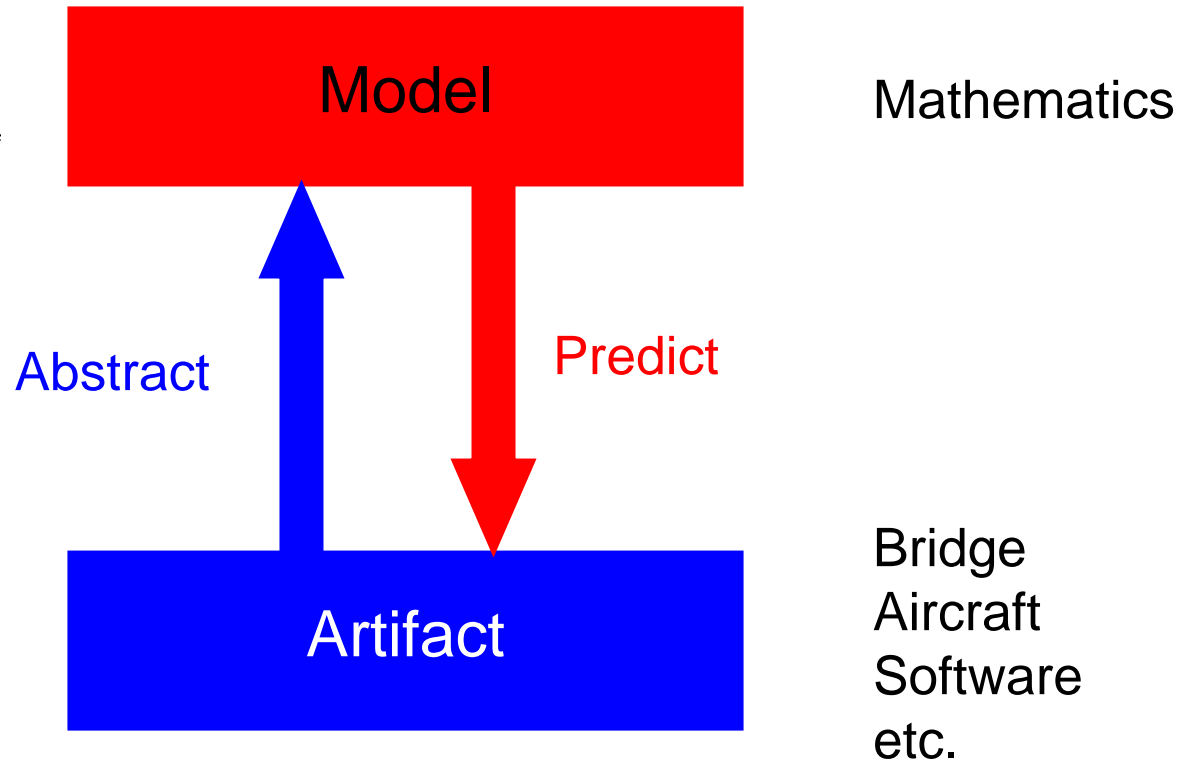 Model
Mathematics
Abstract
Predict
Artifact
Bridge
Aircraft
Software
etc.